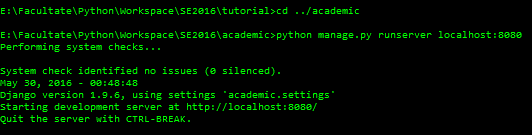 E:\Facultate\Python\Workspace\SE2016\tutorial>cd ../academic
E:\Facultate\Python\Workspace\SE2016\academic>python manage.py runserver localhost:8080
Performing system checks...
System check identified no issues (0 silenced).
May 30, 2016 - 00:48:48
Django version 1.9.6, using settings 'academic.settings'
Starting development server at http://localhost:8080/
Quit the server with CTRL-BREAK.